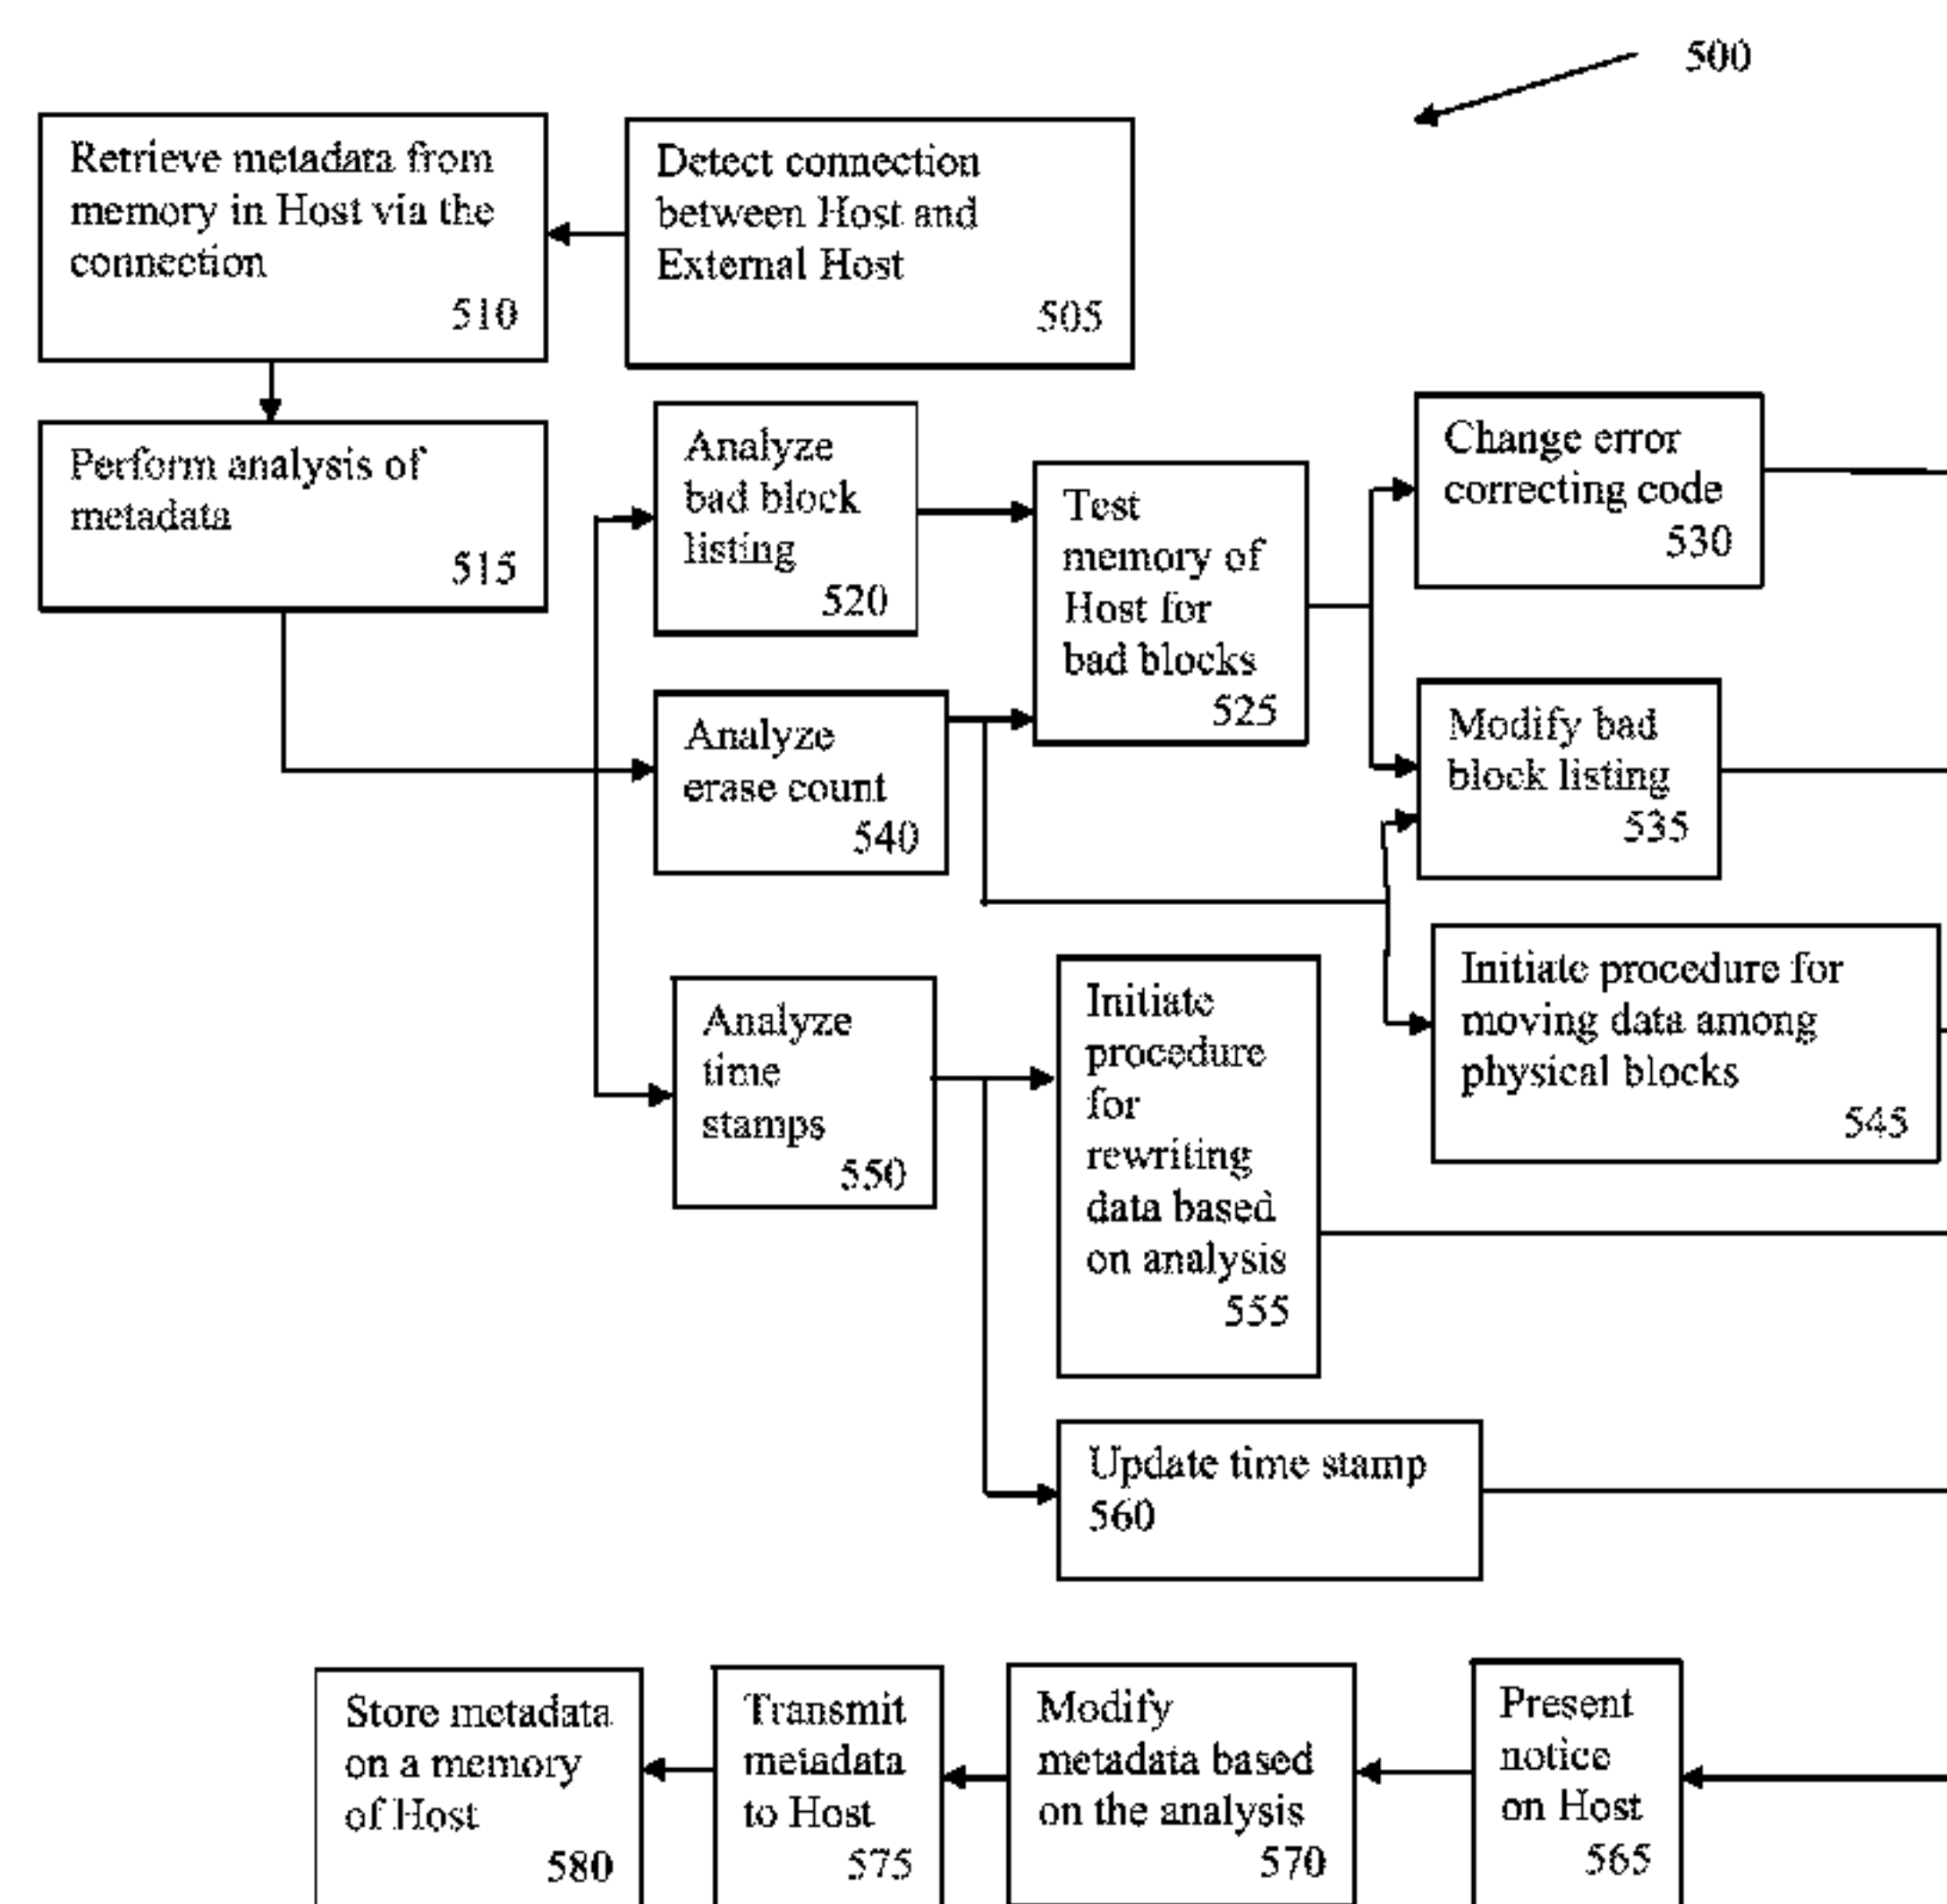 500
Retrieve metadata from
memory in Host via the
connection
510
Detect connection
between Host and
External Host
505
Perform analysis of
metadata
515
Analyze
bad block
listing
520
Test
memory of
Host for
bad blocks
525
Change error
correcting code
530
Modify bad
block listing
535
Analyze
erase count
540
Initiate procedure for
moving data among
physical blocks
545
Analyze
time
stamps
550
Initiate
procedure
for
rewriting
data based
on analysis
555
Update time stamp
560
Store metadata
on a memory
of Host
580
Transmit
metadata
to Host
575
Modify
metadata based
on the analysis
570
Present
notice
on Host
565